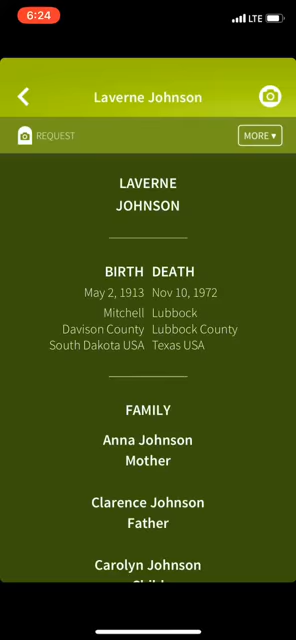 6:24
LTE
Laverne Johnson
REQUEST
MORE ▾
LAVERNE
JOHNSON
BIRTH DEATH
May 2, 1913 Nov 10, 1972
Mitchell Lubbock
Davison County Lubbock County
South Dakota USA Texas USA
FAMILY
Anna Johnson
Mother
Clarence Johnson
Father
Carolyn Johnson